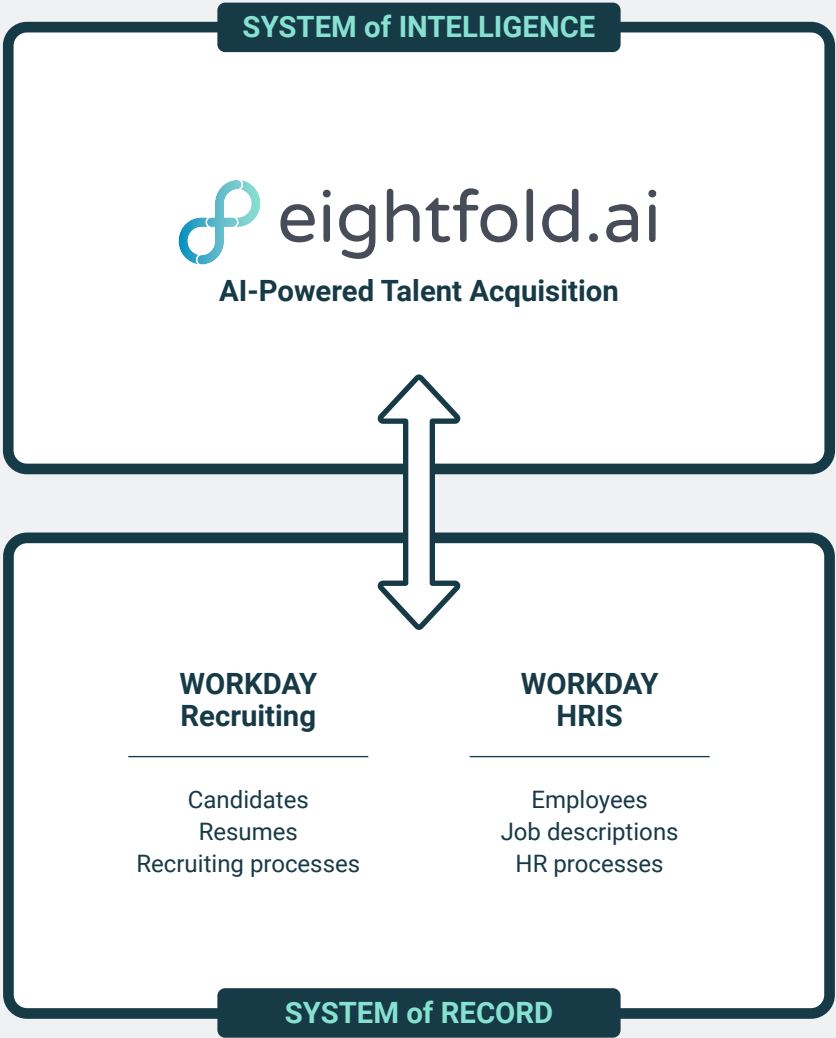 SYSTEM of INTELLIGENCE
eightfold.ai
AI-Powered Talent Acquisition
WORKDAY
Recruiting
Candidates
Resumes
Recruiting processes
WORKDAY
HRIS
Employees
Job descriptions
HR processes
SYSTEM of RECORD